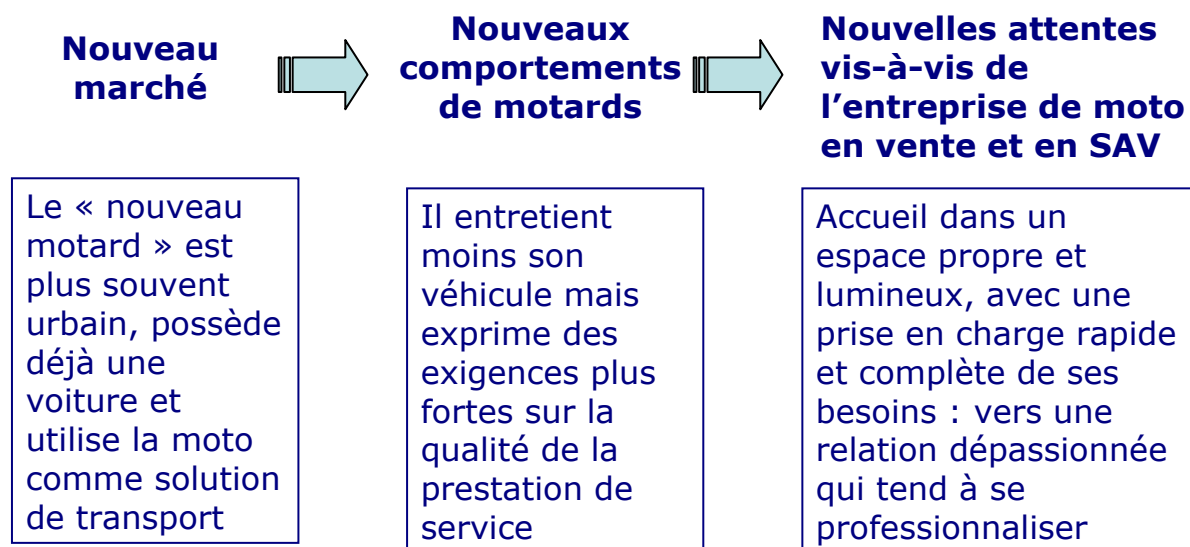 Nouveau
marché
Nouveaux
comportements
de motards
Nouvelles attentes
vis-à-vis de
l’entreprise de moto
en vente et en SAV
Le « nouveau
motard » est
plus souvent
urbain, possède
déjà une
voiture et
utilise la moto
comme solution
de transport
Il entretient
moins son
véhicule mais
exprime des
exigences plus
fortes sur la
qualité de la
prestation de
service
Accueil dans un
espace propre et
lumineux, avec une
prise en charge rapide
et complète de ses
besoins : vers une
relation dépassionnée
qui tend à se
professionnaliser